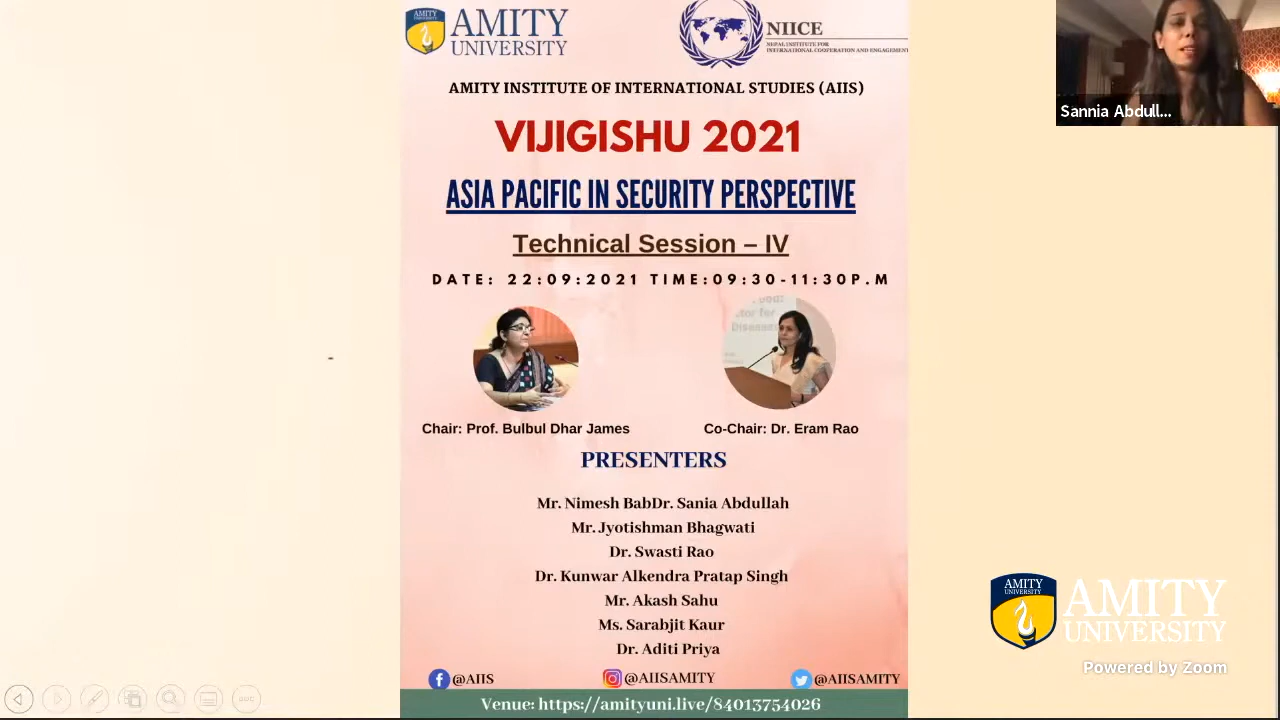 AMITY
UNIVERSITY
NIICE
NEPAL INSTITUTE FOR
INTERNATIONAL COOPERATION AND ENGAGEMENT
AMITY INSTITUTE OF INTERNATIONAL STUDIES (AIIS)
VIJIGISHU 2021
ASIA PACIFIC IN SECURITY PERSPECTIVE
Technical Session – IV
DATE: 22:09:2021 TIME:09:30-11:30P.M
Chair: Prof. Bulbul Dhar James
Co-Chair: Dr. Eram Rao
PRESENTERS
Mr. Nimesh BabDr. Sania Abdullah
Mr. Jyotishman Bhagwati
Dr. Swasti Rao
Dr. Kunwar Alkendra Pratap Singh
Mr. Akash Sahu
Ms. Sarabjit Kaur
Dr. Aditi Priya
@AIIS
@AIISAMITY
@AIISAMITY
Venue: https://amityuni.live/84013754026
Sannia Abdull...
AMITY
UNIVERSITY
AMITY
UNIVERSITY
Powered by Zoom